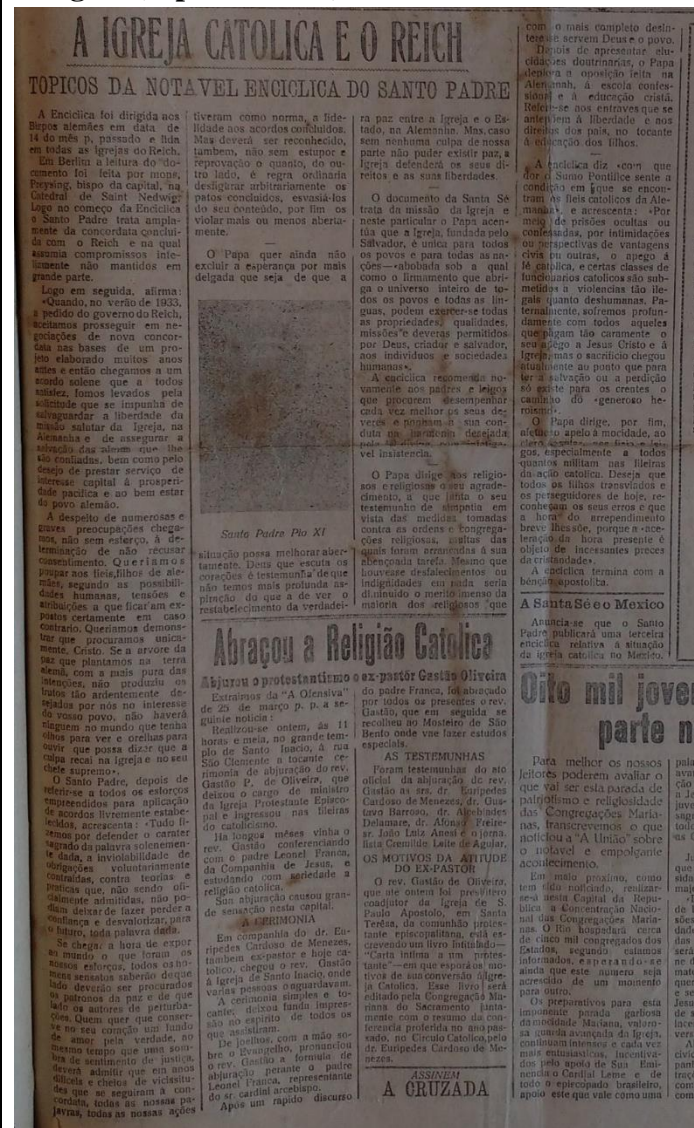 A IGREJA CATOLICA E O REICH
TOPICOS DA NOTAVEL ENCICLICA DO SANTO PADRE
A Enciclica foi dirigida aos
Bispos alemães em data de
14 do mês p. passado e lida
em todas as Igrejas do Reich.
Em Berlim a leitura do do-
cumento foi feita por mons.
Preysing, bispo da capital, na
Catedral de Saint Nedwig.
Logo no começo da Enciclica
o Santo Padre trata ampla-
mente da concordata conclui-
da com o Reich e na qual
assumia compromissos infe-
lizmente não mantidos em
grande parte.
Logo em seguida, afirma:
«Quando, no verão de 1933,
a pedido do governo do Reich,
aceitamos prosseguir em ne-
gociações de nova concor-
data nas bases de um pro-
jeto elaborado muitos anos
antes e então chegamos a um
acordo solene que a todos
satisfez, fomos levados pela
solicitude que se impunha de
salvaguardar a liberdade da
missão salutar da Igreja, na
Alemanha e de assegurar a
salvação das almas que lhe
são confiadas, bem como pelo
desejo de prestar serviço de
interesse capital á prosperi-
dade pacifica e ao bem estar
do povo alemão.
A despeito de numerosas e
graves preocupações chega-
mos, não sem esforço, á de-
terminação de não recusar
consentimento. Queriamos
poupar aos fieis, filhos de ale-
mães, segundo as possibili-
dades humanas, tensões e
atribuições a que ficariam ex-
postos certamente em caso
contrario. Queriamos demons-
trar que procuramos unica-
mente, Cristo. Se a arvore da
paz que plantamos na terra
alemã, com a mais pura das
intenções, não produziu os
frutos tão ardentemente de-
sejados por nós no interesse
do vosso povo, não haverá
ninguem no mundo que tenha
olhos para ver e orelhas para
ouvir que possa dizer que a
culpa recai na Igreja e no seu
chefe supremo».
O Santo Padre, depois de
referir-se a todos os esforços
empreendidos para aplicação
de acordos livremente estabe-
lecidos, acrescenta: «Tudo fi-
zemos por defender o carater
sagrado da palavra solenemen-
te dada, a inviolabilidade de
obrigações voluntariamente
contraidas, contra teorias e
praticas que, não sendo ofi-
cialmente admitidas, não po-
diam deixar de fazer perder a
confiança e desvalorizar, para
o futuro, toda palavra dada.
Se chegar a hora de expor
ao mundo o que foram os
nossos esforços, todos os ho-
mens sensatos saberão de que
lado deverão ser procurados
os patronos da paz e de que
lado os autores de perturba-
ções. Quem quer que conser-
ve no seu coração um fundo
de amor pela verdade, no
mesmo tempo que uma som-
bra de sentimento de justiça,
deverá admitir que em anos
dificeis e cheios de vicissitu-
des que se seguiram á con-
cordata, todas as nossas pa-
lavras, todas as nossas ações
tiveram como norma, a fide-
lidade aos acordos concluidos.
Mas deverá ser reconhecido,
tambem, não sem estupor e
reprovação o quanto, do ou-
tro lado, é regra ordinaria
desfigurar arbitrariamente os
patos concluidos, esvasiá-los
do seu conteúdo, por fim os
violar mais ou menos aberta-
mente.
O Papa quer ainda não
excluir a esperança por mais
delgada que seja de que a
Santo Padre Pio XI
situação possa melhorar aber-
tamente. Deus que escuta os
corações é testemunha de que
não temos mais profunda as-
piração do que a de ver o
restabelecimento da verdadei-
ra paz entre a Igreja e o Es-
tado, na Alemanha. Mas, caso
sem nenhuma culpa de nossa
parte não puder existir paz, a
Igreja defenderá os seus di-
reitos e as suas liberdades.
O documento da Santa Sé
trata da missão da Igreja e
neste particular o Papa acen-
túa que a Igreja, fundada pelo
Salvador, é unica para todos
os povos e para todas as na-
ções—«abobada sob a qual
como o firmamento que abri-
ga o universo inteiro de to-
dos os povos e todas as lin-
guas, podem exercer-se todas
as propriedades, qualidades,
missões e deveres permitidos
por Deus, criador e salvador,
aos individuos e sociedades
humanas».
A enciclica recomenda no-
vamente aos padres e leigos
que procurem desempenhar
cada vez melhor os seus de-
veres e ponham a sua con-
duta na harmonia desejada
vel insistencia.
O Papa dirige aos religio-
sos e religiosas o seu agrade-
cimento, a que junta o seu
testemunho de simpatia em
vista das medidas tomadas
contra as ordens e congrega-
ções religiosas, muitas das
quais foram arrancadas á sua
abençoada tarefa. Mesmo que
houvesse desfalecimentos ou
indignidades em nada seria
diminuido o merito imenso da
maioria dos religiosos que
com o mais completo desin-
teresse servem Deus e o povo.
Depois de apresentar elu-
cidações doutrinarias, o Papa
deplora a oposição feita na
Alemanh, á escola confes-
sional e á educação cristã.
Refere-se aos entraves que se
antepõem á liberdade e aos
direitos dos pais, no tocante
á educação dos filhos.
A enciclica diz «com que
dor o Sumo Pontifice sente a
condição em que se encon-
tram os fieis catolicos da Ale-
manha», e acrescenta: «Por
meio de prisões ocultas ou
confessadas, por intimidações
ou perspectivas de vantagens
civis ou outras, o apego á
fé catolica, e certas classes de
funcionarios catolicos são sub-
metidos a violencias tão ile-
gais quanto deshumanas. Pa-
ternalmente, sofremos profun-
damente com todos aqueles
que pagam tão caramente o
seu apego a Jesus Cristo e á
Igreja, mas o sacrificio chegou
atualmente ao ponto que para
ter a salvação ou a perdição
só existe para os crentes o
caminho do «generoso he-
roismo».
O Papa dirige, por fim,
afetuoso apelo á mocidade, ao
clero
gos, especialmente a todos
quantos militam nas fileiras
da ação catolica. Deseja que
todos os filhos transviados e
os perseguidores de hoje, re-
conheçam os seus erros e que
a hora do arrependimento
breve lhes sôe, porque a «ace-
leração da hora presente é
objeto de incessantes preces
da cristandade».
A enciclica termina com a
bênção apostolica.
A Santa Sé e o Mexico
Anuncia-se que o Santo
Padre publicará uma terceira
enciclica relativa á situação
da igreja catolica no Mexico.
Abraçou a Religião Catolica
Abjurou o protestantismo o ex-pastôr Gastão Oliveira
Extraimos da "A Ofensiva"
de 25 de março p. p. a se-
guinte noticia:
Realizou-se ontem, ás 11
horas e meia, no grande tem-
plo de Santo Inacio, á rua
São Clemente a tocante ce-
rimonia de abjuração do rev.
Gastão P. de Oliveira, que
deixou o cargo de ministro
da Igreja Protestante Episco-
pal e ingressou nas fileiras
do catolicismo.
Ha longos mêses vinha o
rev. Gastão conferenciando
com o padre Leonel Franca,
da Companhia de Jesus, e
estudando com seriedade a
religião catolica.
Sua abjuração causou gran-
de sensação nesta capital.
A CERIMONIA
Em companhia do dr. Eu-
ripedes Cardoso de Menezes,
tambem ex-pastor e hoje ca-
tolico, chegou o rev. Gastão
á Igreja de Santo Inacio, onde
varias pessoas o aguardavam.
A cerimonia simples e to-
cante, deixou funda impres-
são no espirito de todos os
que assistiram.
De joelhos, com a mão so-
bre o Evangelho, pronunciou
o rev. Gastão a formula de
abjuração perante o padre
Leonel Franca, representante
do sr. cardial arcebispo.
Após um rapido discurso
do padre Franca, foi abraçado
por todos os presentes o rev.
Gastão, que em seguida se
recolheu no Mosteiro de São
Bento onde vae fazer estudos
especiais.
AS TESTEMUNHAS
Foram testemunhas do ato
oficial da abjuração do rev.
Gastão as srs. dr. Euripedes
Cardoso de Menezes, dr. Gus-
tavo Barroso, dr. Alcebiades
Delamare, dr. Afonso Freire,
sr. João Luiz Anesi e o jorna-
lista Cremildo Leite de Aguiar.
OS MOTIVOS DA ATITUDE
DO EX-PASTOR
O rev. Gastão de Oliveira,
que até ontem foi presbitero
coadjutor da Igreja de S.
Paulo Apostolo, em Santa
Terêsa, da comunhão protes-
tante episcopaliana, está es-
crevendo um livro intitulado—
"Carta intima a um protes-
tante"—em que esporá os mo-
tivos de sua conversão á Igre-
ja Catolica. Esse livro será
editado pela Congregação Ma-
riana do Sacramento junta-
mente com o resumo da con-
ferencia proferida no ano pas-
sado, no Circulo Catolico, pelo
dr. Euripedes Cardoso de Me-
nezes.
ASSINEM
A CRUZADA
Oito mil jove
parte n
Para melhor os nossos
leitores poderem avaliar o
que vai ser esta parada de
patriotismo e religiosidade
das Congregações Maria-
nas, transcrevemos o que
noticiou a "A União" sobre
o notavel e empolgante
acontecimento.
Em maio proximo, como
tem sido noticiado, realizar-
se-á nesta Capital da Repu-
blica a Concentração Nacio-
nal das Congregações Maria-
nas. O Rio hospedará cerca
de cinco mil congregados dos
Estados, segundo calamos
informados, esperando-se
ainda que este numero seja
acrescido de um momento
para outro.
Os preparativos para esta
imponente parada garbosa
da mocidade Mariana, valoro-
sa guarda avançada da Igreja,
continuam intensos e cada vez
mais entusiasticos, incentiva-
dos pelo apoio de Sua Emi-
nencia o Cardial Leme e de
todo o episcopado brasileiro,
apoio este que vale como uma